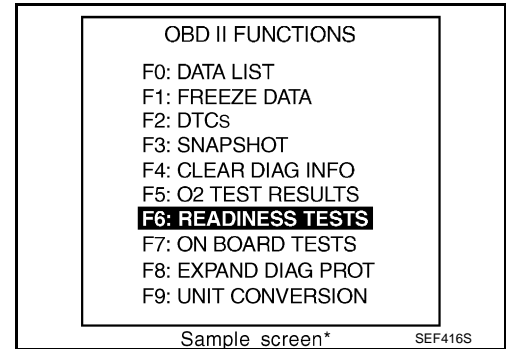 OBD II FUNCTIONS
F0: DATA LIST
F1: FREEZE DATA
F2: DTCs
F3: SNAPSHOT
F4: CLEAR DIAG INFO
F5: O2 TEST RESULTS
F6: READINESS TESTS
F7: ON BOARD TESTS
F8: EXPAND DIAG PROT
F9: UNIT CONVERSION
Sample screen*
SEF416S